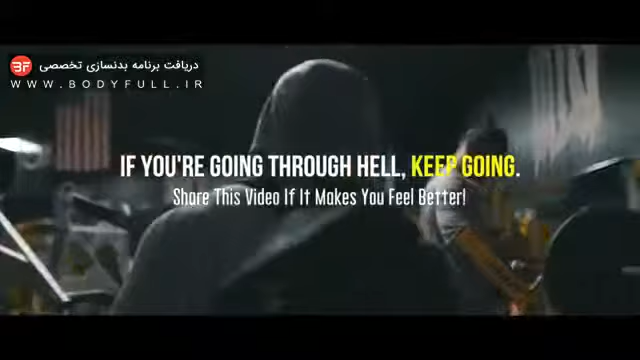 BF دریافت برنامه بدنسازی تخصصی
WWW.BODYFULL.IR
IF YOU'RE GOING THROUGH HELL, KEEP GOING.
Share This Video If It Makes You Feel Better!